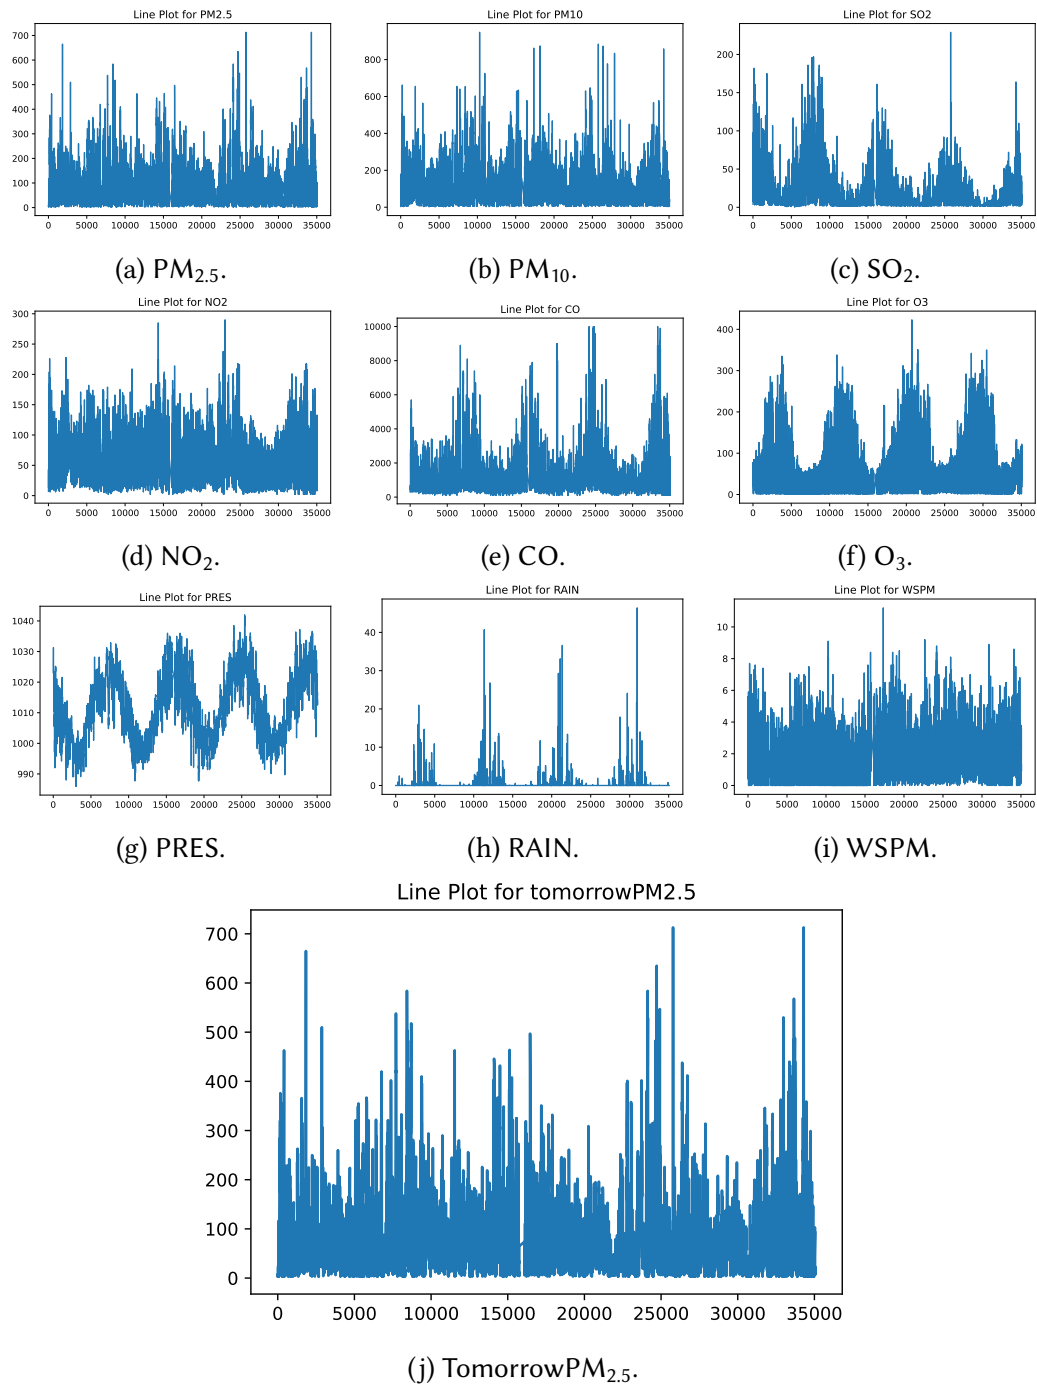 Line Plot for PM2.5
700
600
500
400
300
200
100
0
0 5000 10000 15000 20000 25000 30000 35000
(a) PM2.5.
Line Plot for PM10
800
600
400
200
0
0 5000 10000 15000 20000 25000 30000 35000
(b) PM10.
Line Plot for SO2
200
150
100
50
0
0 5000 10000 15000 20000 25000 30000 35000
(c) SO2.
Line Plot for NO2
300
250
200
150
100
50
0
0 5000 10000 15000 20000 25000 30000 35000
(d) NO2.
Line Plot for CO
10000
8000
6000
4000
2000
0
0 5000 10000 15000 20000 25000 30000 35000
(e) CO.
Line Plot for O3
400
300
200
100
0
0 5000 10000 15000 20000 25000 30000 35000
(f) O3.
Line Plot for PRES
1040
1030
1020
1010
1000
990
0 5000 10000 15000 20000 25000 30000 35000
(g) PRES.
Line Plot for RAIN
40
30
20
10
0
0 5000 10000 15000 20000 25000 30000 35000
(h) RAIN.
Line Plot for WSPM
10
8
6
4
2
0
0 5000 10000 15000 20000 25000 30000 35000
(i) WSPM.
Line Plot for tomorrowPM2.5
700
600
500
400
300
200
100
0
0 5000 10000 15000 20000 25000 30000 35000
(j) TomorrowPM2.5.